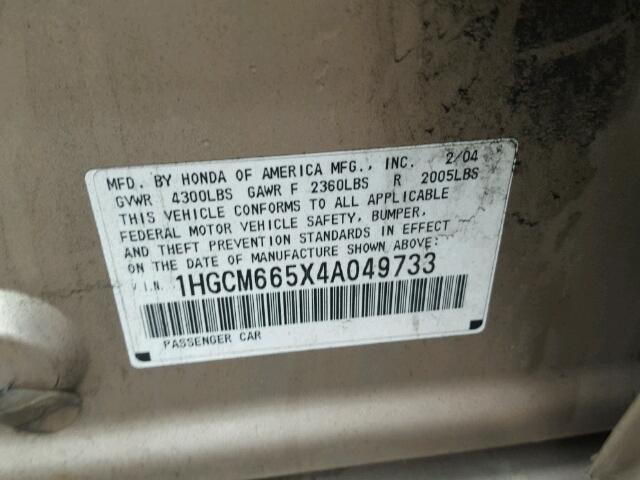 MFD. BY HONDA OF AMERICA MFG., INC. 2/04
GVWR 4300LBS GAWR F 2360LBS R 2005LBS
THIS VEHICLE CONFORMS TO ALL APPLICABLE
FEDERAL MOTOR VEHICLE SAFETY, BUMPER,
AND THEFT PREVENTION STANDARDS IN EFFECT
ON THE DATE OF MANUFACTURE SHOWN ABOVE:
V.I.N. 1HGCM665X4A049733
PASSENGER CAR